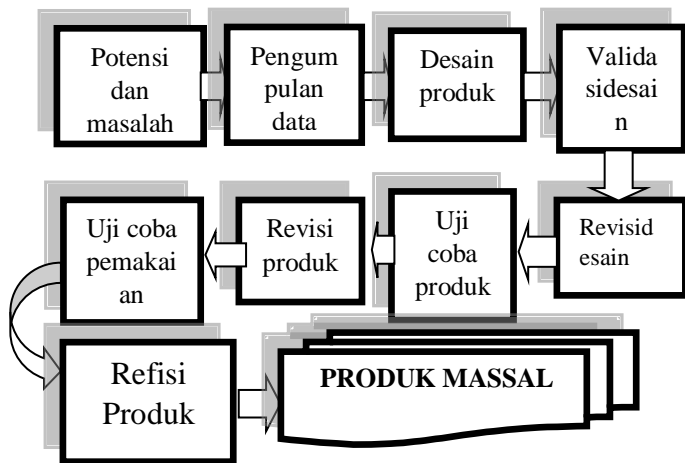 Potensi
dan
masalah
Pengum
pulan
data
Desain
produk
Valida
sidesai
n
Revisid
esain
Uji
coba
produk
Revisi
produk
Uji coba
pemakai
an
Refisi
Produk
PRODUK MASSAL